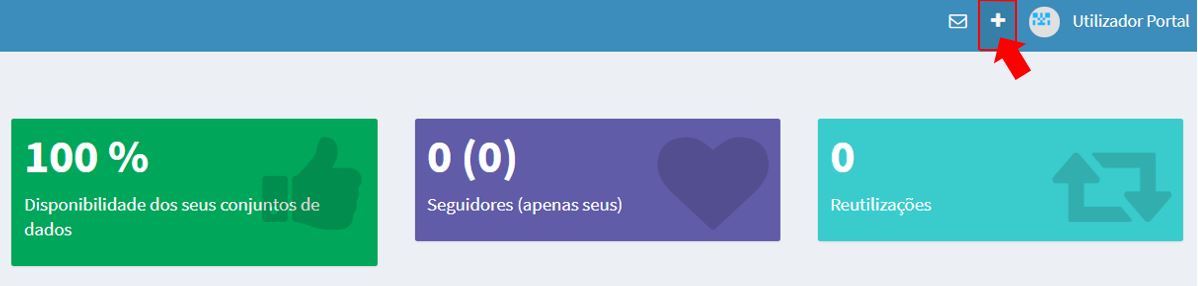 Utilizador Portal
100 %
Disponibilidade dos seus conjuntos de
dados
0 (0)
Seguidores (apenas seus)
0
Reutilizações